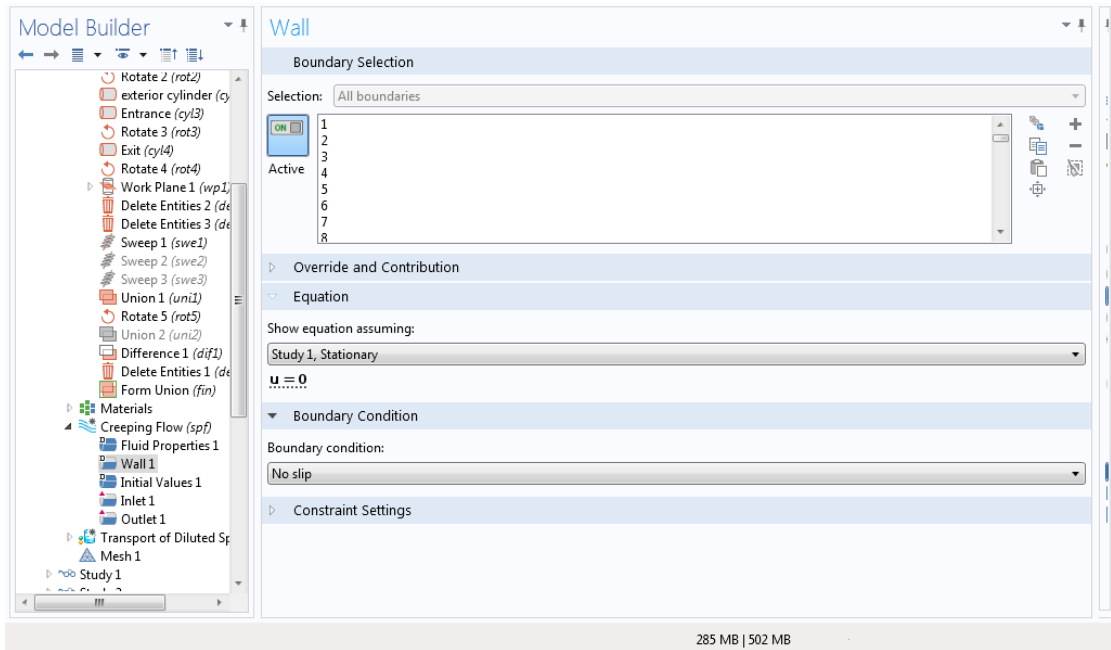 Model Builder
Rotate 2 (rot2)
exterior cylinder (cy
Entrance (cyl3)
Rotate 3 (rot3)
Exit (cyl4)
Rotate 4 (rot4)
Work Plane 1 (wp1)
Delete Entities 2 (de
Delete Entities 3 (de
Sweep 1 (swe1)
Sweep 2 (swe2)
Sweep 3 (swe3)
Union 1 (uni1)
Rotate 5 (rot5)
Union 2 (uni2)
Difference 1 (dif1)
Delete Entities 1 (de
Form Union (fin)
Materials
Creeping Flow (spf)
Fluid Properties 1
Wall 1
Initial Values 1
Inlet 1
Outlet 1
Transport of Diluted Sp
Mesh 1
Study 1
Wall
Boundary Selection
Selection: All boundaries
ON
Active
1
2
3
4
5
6
7
8
Override and Contribution
Equation
Show equation assuming:
Study 1, Stationary
u = 0
Boundary Condition
Boundary condition:
No slip
Constraint Settings
285 MB | 502 MB